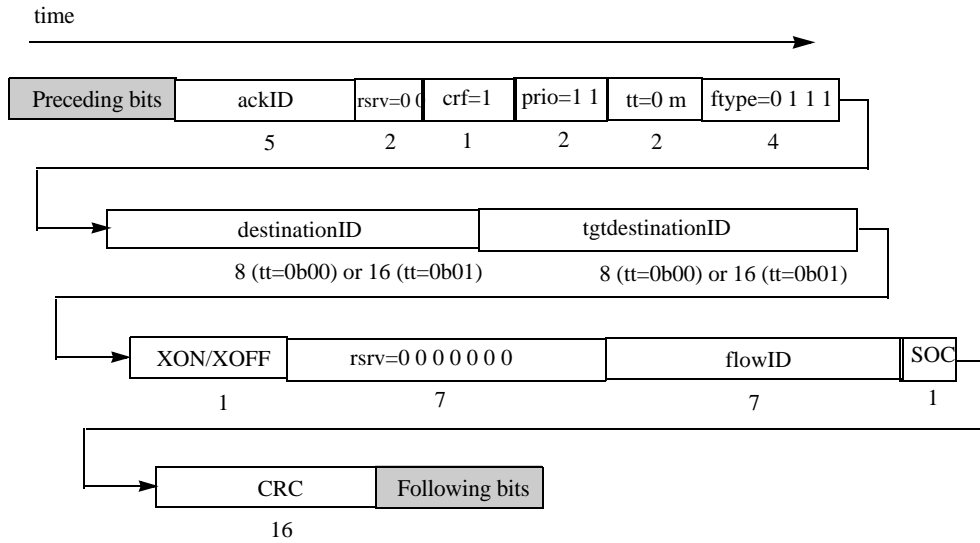 time
Preceding bits ackID rsrv=0 0 crf=1 prio=1 1 tt=0 m ftype=0 1 1 1
5 2 1 2 2 4
destinationID tgtdestinationID
8 (tt=0b00) or 16 (tt=0b01) 8 (tt=0b00) or 16 (tt=0b01)
XON/XOFF rsrv=0 0 0 0 0 0 0 flowID SOC
1 7 7 1
CRC Following bits
16